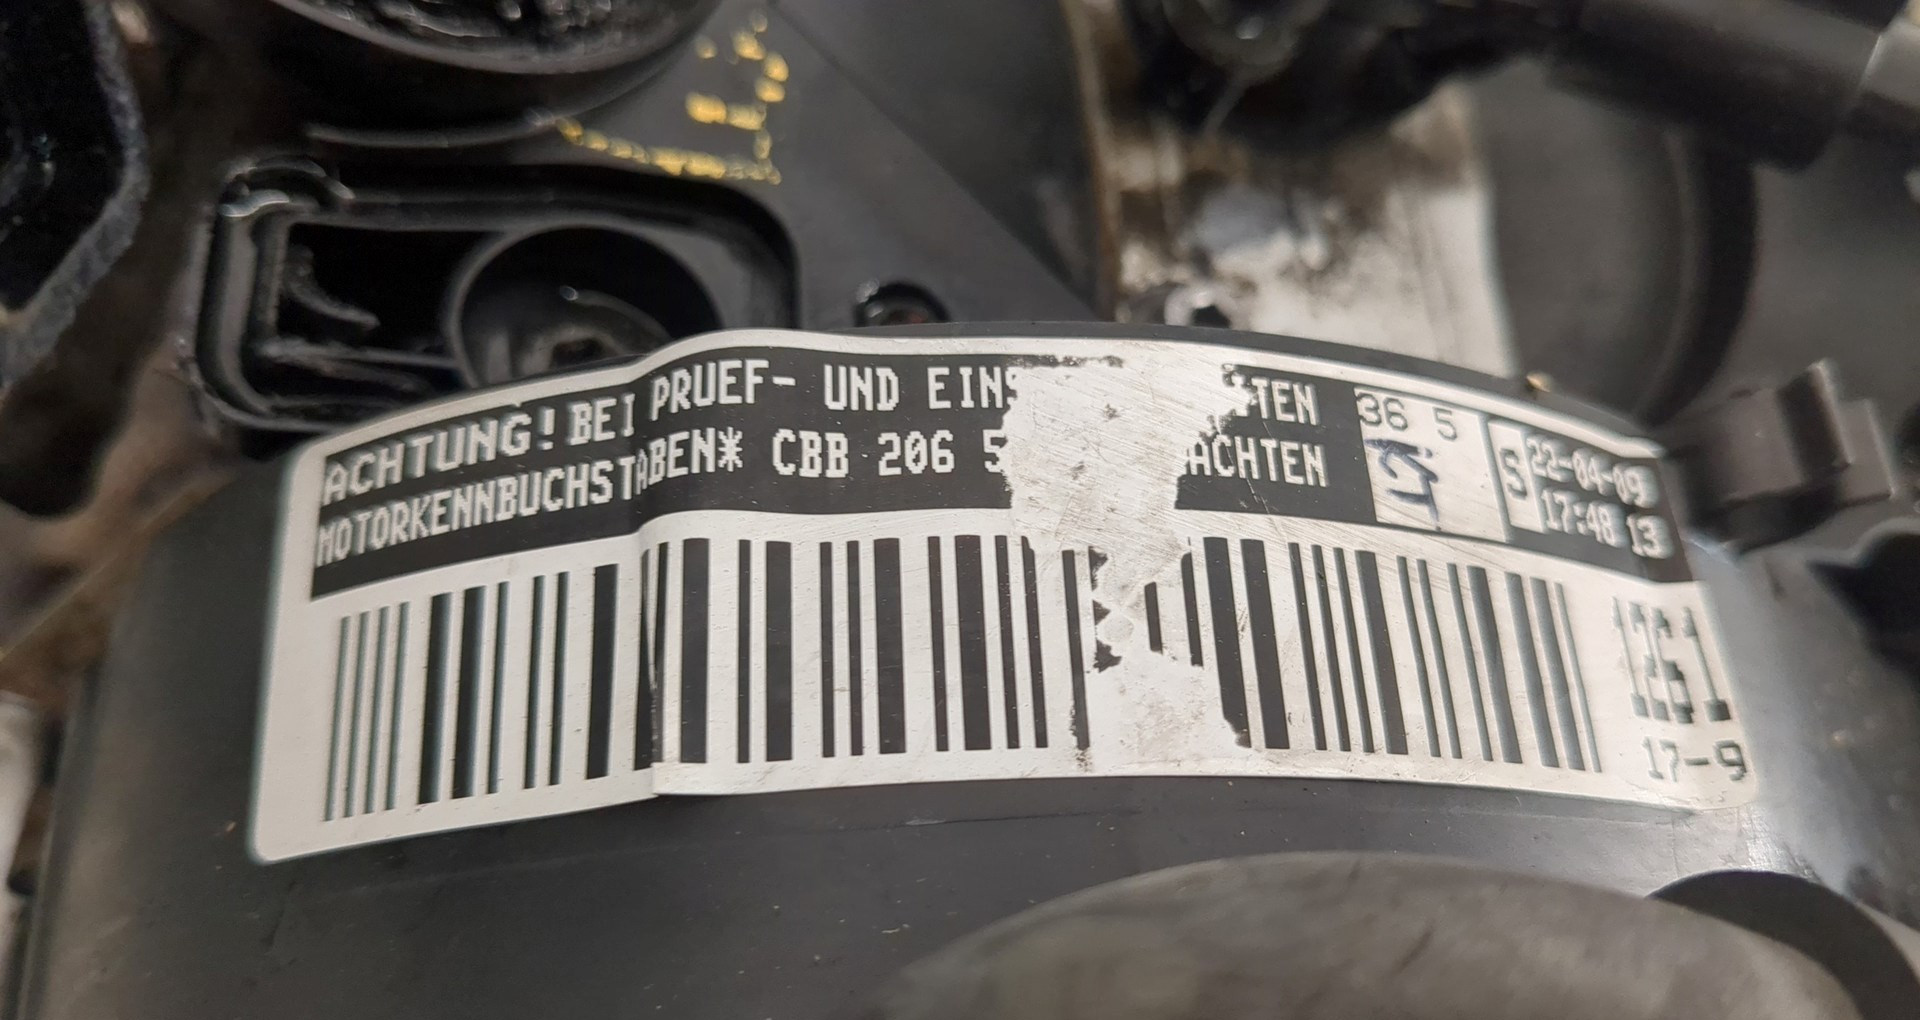 ACHTUNG! BEI PRUEF- UND EINS TEN
MOTORKENNBUCHSTABEN* CBB 206 5 ACHTEN
36 5
S
22-04-09
17:48 13
1261
17-9